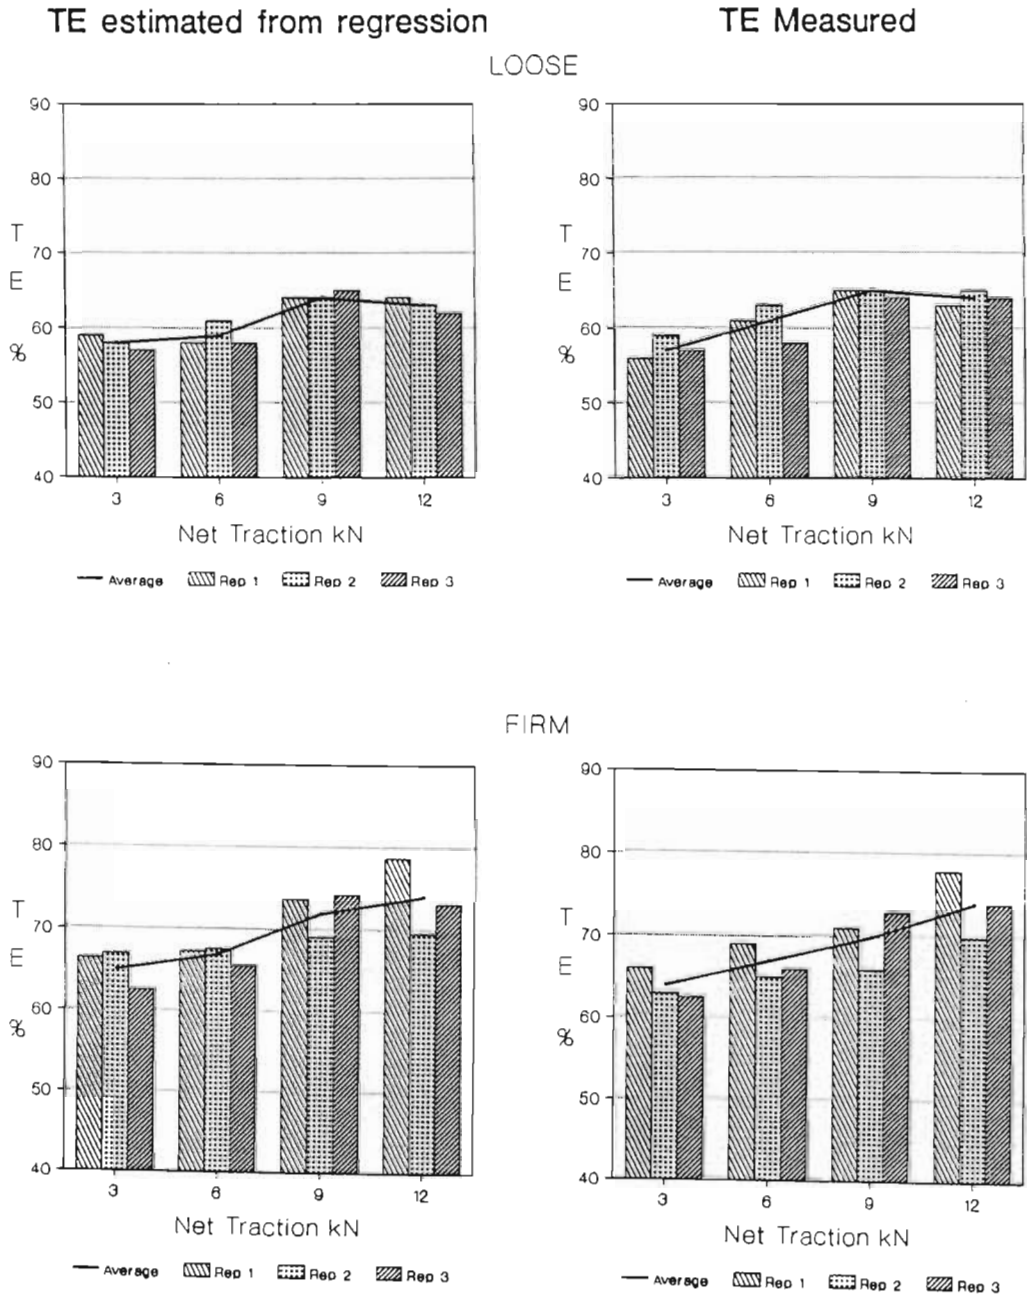 TE estimated from regression
TE Measured
LOOSE
90
80
70
60
50
40
T
E
%
3 6 9 12
Net Traction kN
Average Rep 1 Rep 2 Rep 3
90
80
70
60
50
40
T
E
%
3 6 9 12
Net Traction kN
Average Rep 1 Rep 2 Rep 3
FIRM
90
80
70
60
50
40
T
E
%
3 6 9 12
Net Traction kN
Average Rep 1 Rep 2 Rep 3
90
80
70
60
50
40
T
E
%
3 6 9 12
Net Traction kN
Average Rep 1 Rep 2 Rep 3